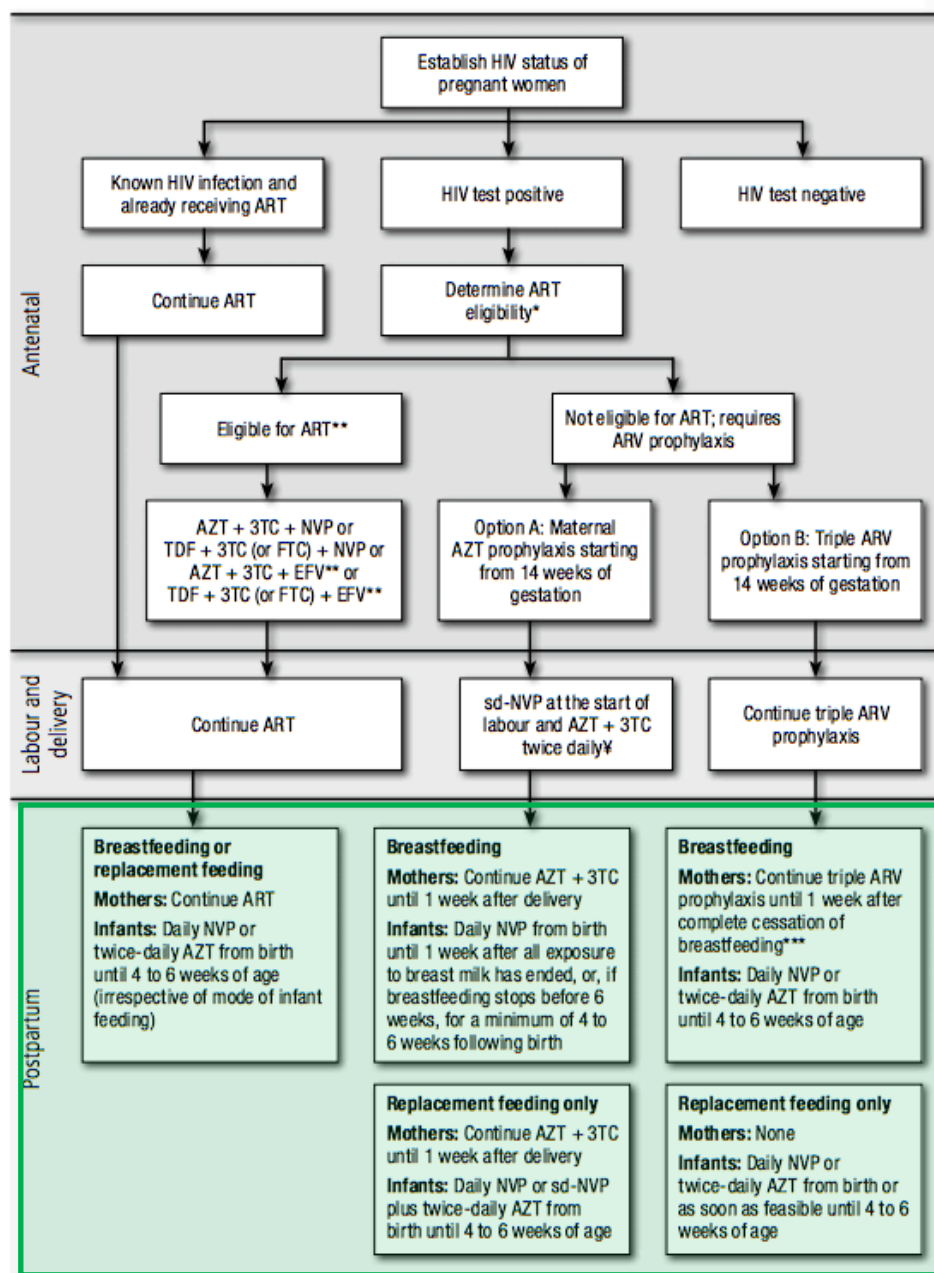 Antenatal
Establish HIV status of
pregnant women
Known HIV infection and
already receiving ART
HIV test positive
HIV test negative
Continue ART
Determine ART
eligibility*
Eligible for ART**
Not eligible for ART; requires
ARV prophylaxis
AZT + 3TC + NVP or
TDF + 3TC (or FTC) + NVP or
AZT + 3TC + EFV** or
TDF + 3TC (or FTC) + EFV**
Option A: Maternal
AZT prophylaxis starting
from 14 weeks of
gestation
Option B: Triple ARV
prophylaxis starting from
14 weeks of gestation
Labour and
delivery
Continue ART
sd-NVP at the start of
labour and AZT + 3TC
twice daily¥
Continue triple ARV
prophylaxis
Postpartum
Breastfeeding or
replacement feeding
Mothers: Continue ART
Infants: Daily NVP or
twice-daily AZT from birth
until 4 to 6 weeks of age
(irrespective of mode of infant
feeding)
Breastfeeding
Mothers: Continue AZT + 3TC
until 1 week after delivery
Infants: Daily NVP from birth
until 1 week after all exposure
to breast milk has ended, or, if
breastfeeding stops before 6
weeks, for a minimum of 4 to
6 weeks following birth
Breastfeeding
Mothers: Continue triple ARV
prophylaxis until 1 week after
complete cessation of
breastfeeding***
Infants: Daily NVP or
twice-daily AZT from birth
until 4 to 6 weeks of age
Replacement feeding only
Mothers: Continue AZT + 3TC
until 1 week after delivery
Infants: Daily NVP or sd-NVP
plus twice-daily AZT from
birth until 4 to 6 weeks of age
Replacement feeding only
Mothers: None
Infants: Daily NVP or
twice-daily AZT from birth or
as soon as feasible until 4 to 6
weeks of age